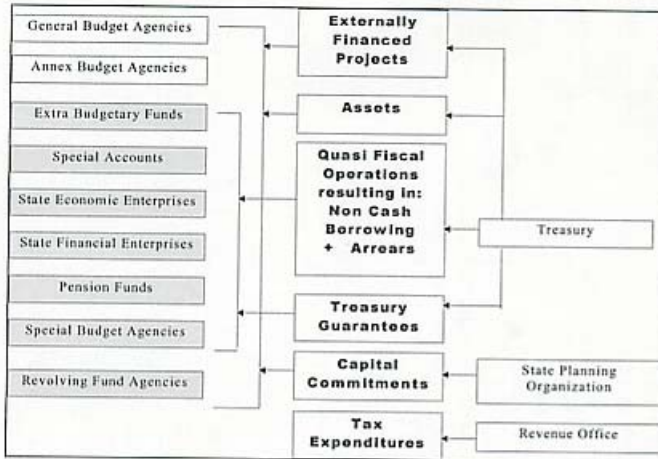 General Budget Agencies
Annex Budget Agencies
Extra Budgetary Funds
Special Accounts
State Economic Enterprises
State Financial Enterprises
Pension Funds
Special Budget Agencies
Revolving Fund Agencies
Externally
Financed
Projects
Assets
Quasi Fiscal
Operations
resulting in:
Non Cash
Borrowing
+ Arrears
Treasury
Guarantees
Capital
Commitments
Tax
Expenditures
Treasury
State Planning
Organization
Revenue Office